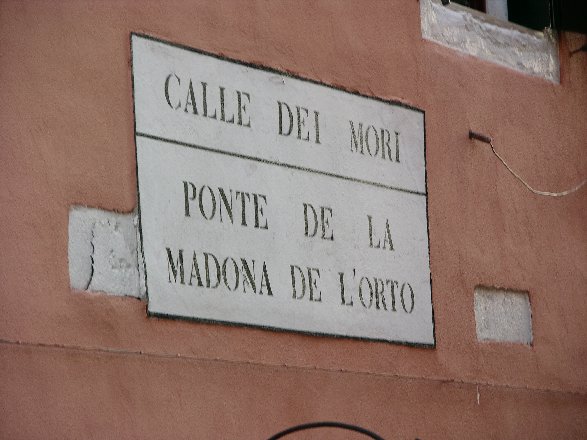 CALLE DEI MORI
PONTE DE LA
MADONA DE L'ORTO